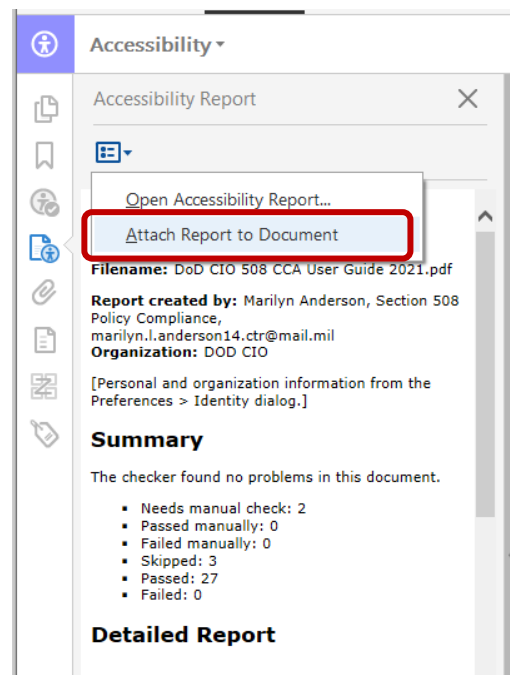 Accessibility
Accessibility Report
Open Accessibility Report...
Attach Report to Document
Filename: DoD CIO 508 CCA User Guide 2021.pdf
Report created by: Marilyn Anderson, Section 508
Policy Compliance,
marilyn.l.anderson14.ctr@mail.mil
Organization: DOD CIO
[Personal and organization information from the
Preferences > Identity dialog.]
Summary
The checker found no problems in this document.
Needs manual check: 2
Passed manually: 0
Failed manually: 0
Skipped: 3
Passed: 27
Failed: 0
Detailed Report